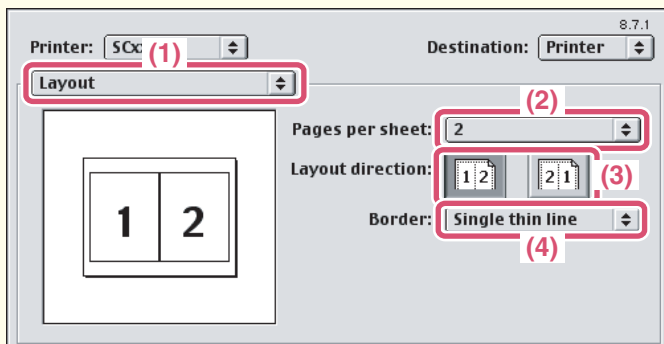 8.7.1
Printer: SCx (1) Destination: Printer
Layout
(2)
Pages per sheet: 2
Layout direction: 1 2 2 1 (3)
1 2
Border: Single thin line
(4)